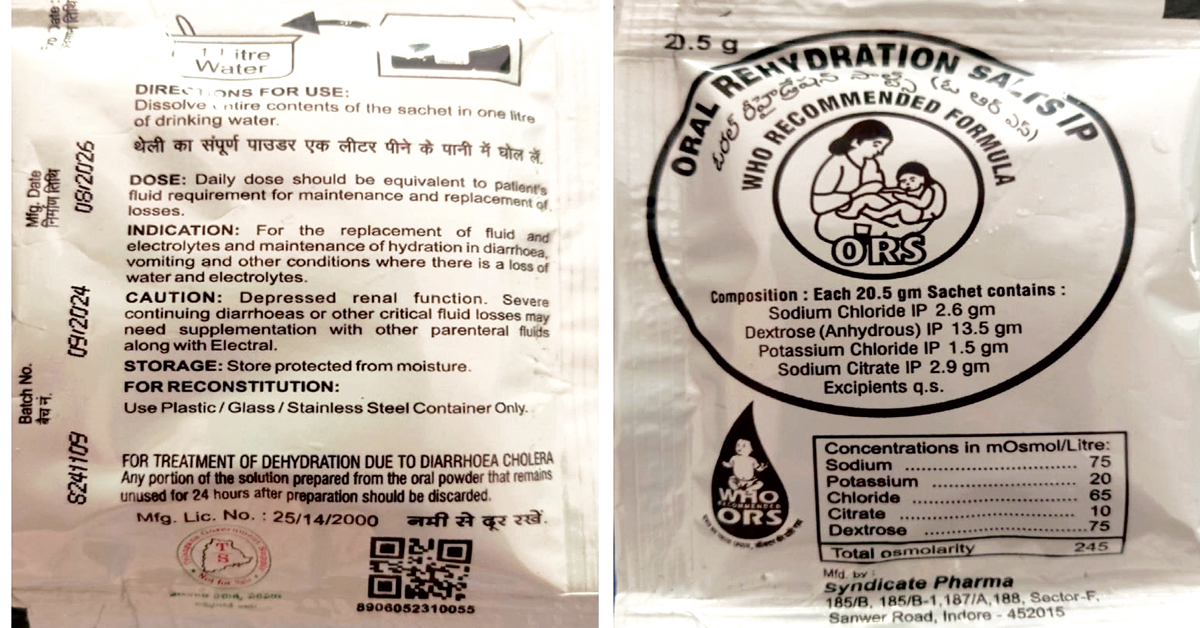 Litre
Water
DIRECTIONS FOR USE:
Dissolve entire contents of the sachet in one litre
of drinking water.
थेली का संपूर्ण पाउडर एक लीटर पीने के पानी में घोल लें.
DOSE: Daily dose should be equivalent to patient's
fluid requirement for maintenance and replacement of
losses.
INDICATION: For the replacement of fluid and
electrolytes and maintenance of hydration in diarrhoea,
vomiting and other conditions where there is a loss of
water and electrolytes.
CAUTION: Depressed renal function. Severe
continuing diarrhoeas or other critical fluid losses may
need supplementation with other parenteral fluids
along with Electral.
STORAGE: Store protected from moisture.
FOR RECONSTITUTION:
Use Plastic / Glass / Stainless Steel Container Only.
FOR TREATMENT OF DEHYDRATION DUE TO DIARRHOEA CHOLERA
Any portion of the solution prepared from the oral powder that remains
unused for 24 hours after preparation should be discarded.
Mfg. Lic. No. : 25/14/2000 नमी से दूर रखें.
TS
8906052310055
Date :
तिथि
Mfg. Date
निर्माण तिथि
08/2026
09/2024
Batch No.
बैच नं.
S241109
20.5 g
ORAL REHYDRATION SALTS IP
ఓరల్ రీహైడ్రేషన్ సాల్ట్స్ (ఓ ఆర్ ఎస్)
WHO RECOMMENDED FORMULA
ORS
Composition : Each 20.5 gm Sachet contains :
Sodium Chloride IP 2.6 gm
Dextrose (Anhydrous) IP 13.5 gm
Potassium Chloride IP 1.5 gm
Sodium Citrate IP 2.9 gm
Excipients q.s.
WHO
RECOMMENDED
ORS
Concentrations in mOsmol/Litre:
Sodium ........................ 75
Potassium ........................ 20
Chloride ........................ 65
Citrate ........................ 10
Dextrose ........................ 75
Total osmolarity 245
Mfd. by :
Syndicate Pharma
185/B, 185/B-1,187/A,188, Sector-F,
Sanwer Road, Indore - 452015